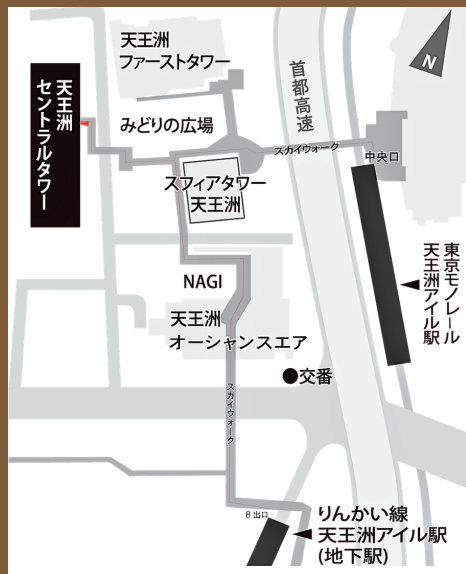 天王洲
ファーストタワー
N
首都高速
天王洲
セントラルタワー
みどりの広場
スカイウォーク
中央口
スフィアタワー
天王洲
東京モノレール
天王洲アイル駅
NAGI
天王洲
オーシャンスエア
●交番
スカイウォーク
B 出口
りんかい線
天王洲アイル駅
(地下駅)